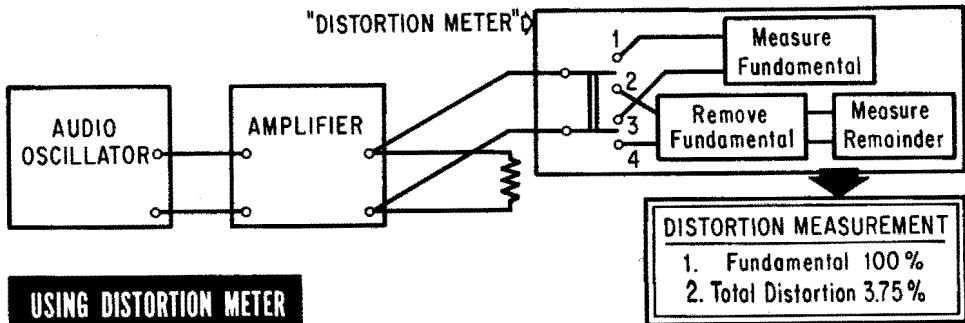 "DISTORTION METER"
1
2
3
4
Measure
Fundamental
Remove
Fundamental
Measure
Remainder
AUDIO
OSCILLATOR
AMPLIFIER
DISTORTION MEASUREMENT
1. Fundamental 100%
2. Total Distortion 3.75%
USING DISTORTION METER